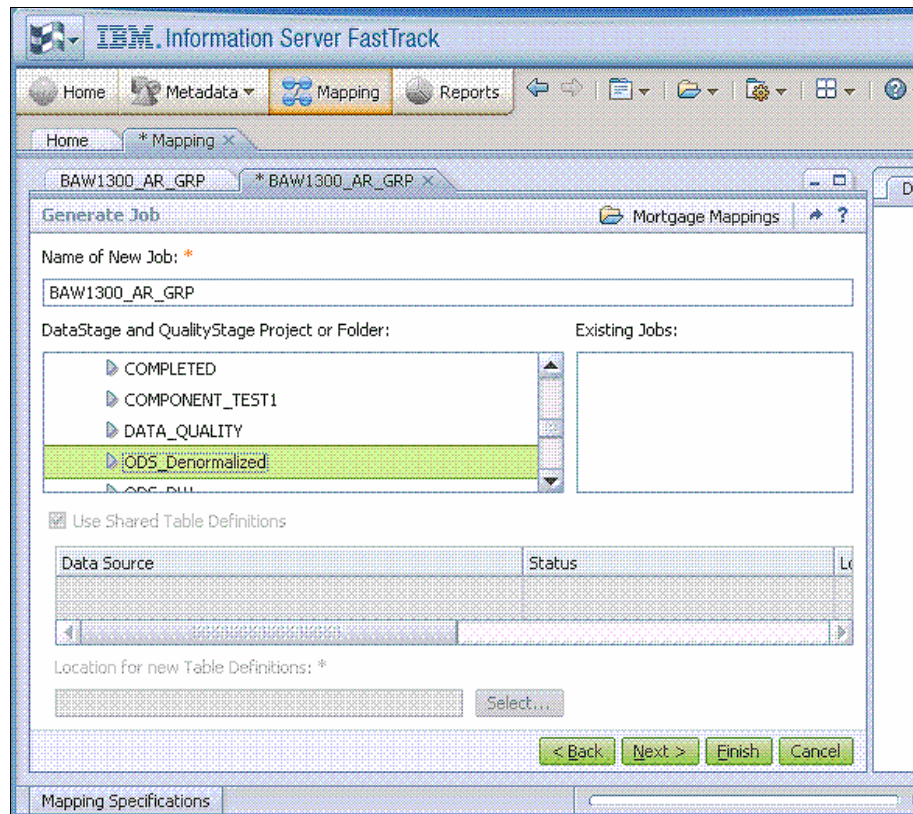 IBM. Information Server FastTrack
Home Metadata Mapping Reports
Home * Mapping
BAW1300_AR_GRP * BAW1300_AR_GRP
D
Generate Job Mortgage Mappings ?
Name of New Job: *
BAW1300_AR_GRP
DataStage and QualityStage Project or Folder: Existing Jobs:
COMPLETED
COMPONENT_TEST1
DATA_QUALITY
ODS_Denormalized
Use Shared Table Definitions
Data Source Status
Location for new Table Definitions: *
Select...
< Back Next > Finish Cancel
Mapping Specifications